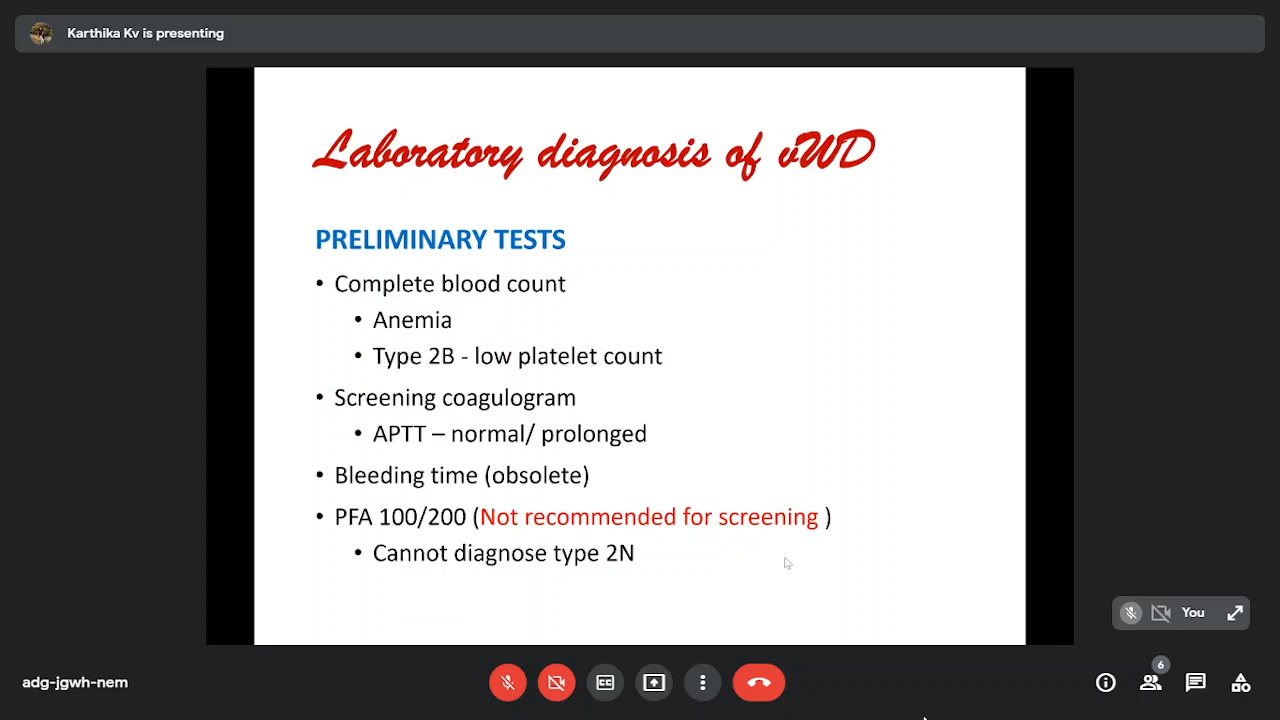 Karthika Kv is presenting
Laboratory diagnosis of vWD
PRELIMINARY TESTS
• Complete blood count
• Anemia
• Type 2B - low platelet count
• Screening coagulogram
• APTT – normal/ prolonged
• Bleeding time (obsolete)
• PFA 100/200 (Not recommended for screening )
• Cannot diagnose type 2N
You
adg-jgwh-nem
CC
6